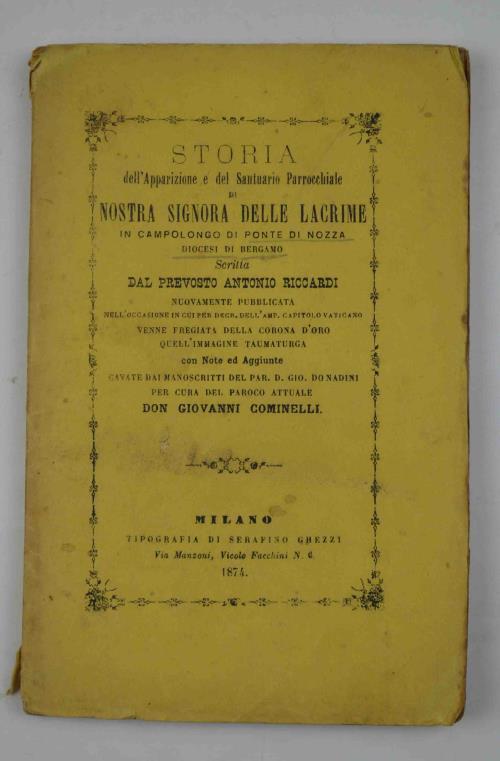 STORIA
dell'Apparizione e del Santuario Parrocchiale
DI
NOSTRA SIGNORA DELLE LACRIME
IN CAMPOLONGO DI PONTE DI NOZZA
DIOCESI DI BERGAMO
Scritta
DAL PREVOSTO ANTONIO RICCARDI
NUOVAMENTE PUBBLICATA
NELL'OCCASIONE IN CUI PER DECR. DELL'AMP. CAPITOLO VATICANO
VENNE FREGIATA DELLA CORONA D'ORO
QUELL'IMMAGINE TAUMATURGA
con Note ed Aggiunte
CAVATE DAI MANOSCRITTI DEL PAR. D. GIO. DONADINI
PER CURA DEL PAROCO ATTUALE
DON GIOVANNI COMINELLI.
MILANO
TIPOGRAFIA DI SERAFINO GHEZZI
Via Manzoni, Vicolo Facchini N. 6.
1874.